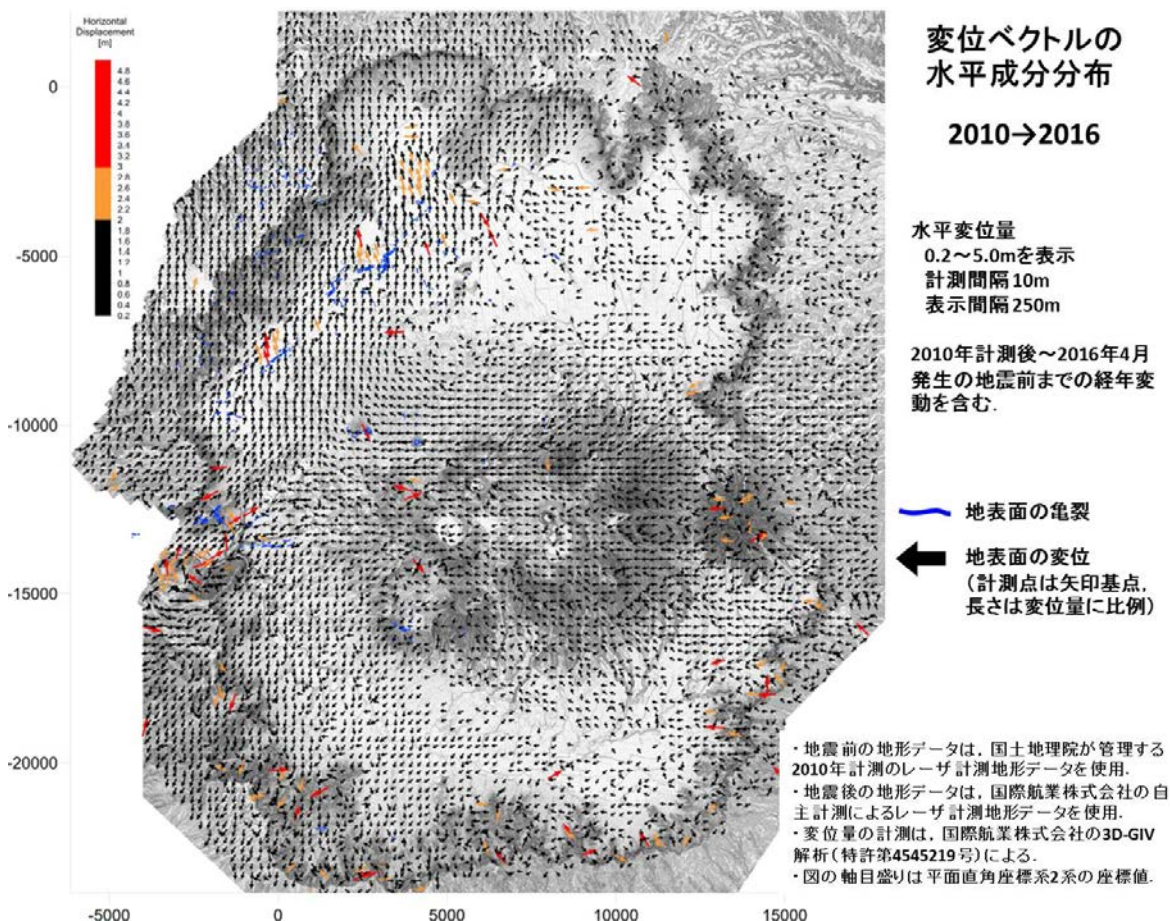 Horizontal
Displacement
[m]
4.8
4.6
4.4
4.2
4
3.8
3.6
3.4
3.2
3
2.8
2.6
2.4
2.2
2
1.8
1.6
1.4
1.2
1
0.8
0.6
0.4
0.2
0
-5000
-10000
-15000
-20000
-5000
0
5000
10000
15000
変位ベクトルの
水平成分分布
2010→2016
水平変位量
0.2～5.0mを表示
計測間隔10m
表示間隔250m
2010年計測後～2016年4月
発生の地震前までの経年変
動を含む.
地表面の亀裂
地表面の変位
(計測点は矢印基点,
長さは変位量に比例)
・地震前の地形データは，国土地理院が管理する
2010年計測のレーザ計測地形データを使用.
・地震後の地形データは，国際航業株式会社の自
主計測によるレーザ計測地形データを使用.
・変位量の計測は，国際航業株式会社の3D-GIV
解析(特許第4545219号)による.
・図の軸目盛りは平面直角座標系2系の座標値.